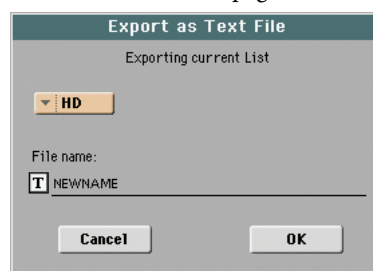 Export as Text File
Exporting current List
HD
File name:
T NEWNAME
Cancel OK